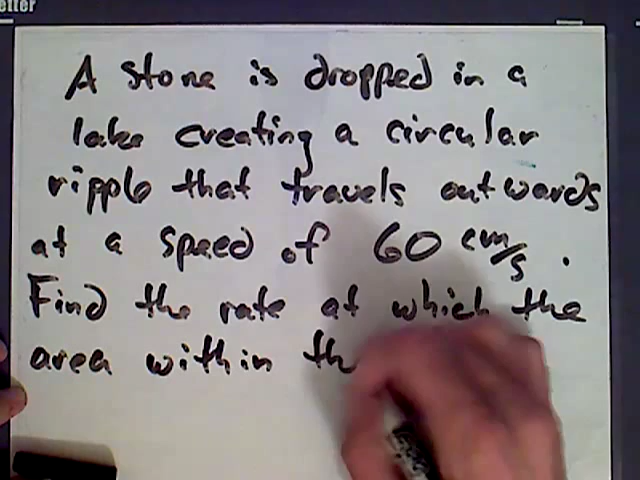 etter
A stone is dropped in a
lake creating a circular
ripple that travels outwards
at a speed of 60 cm/s.
Find the rate at which the
area within th